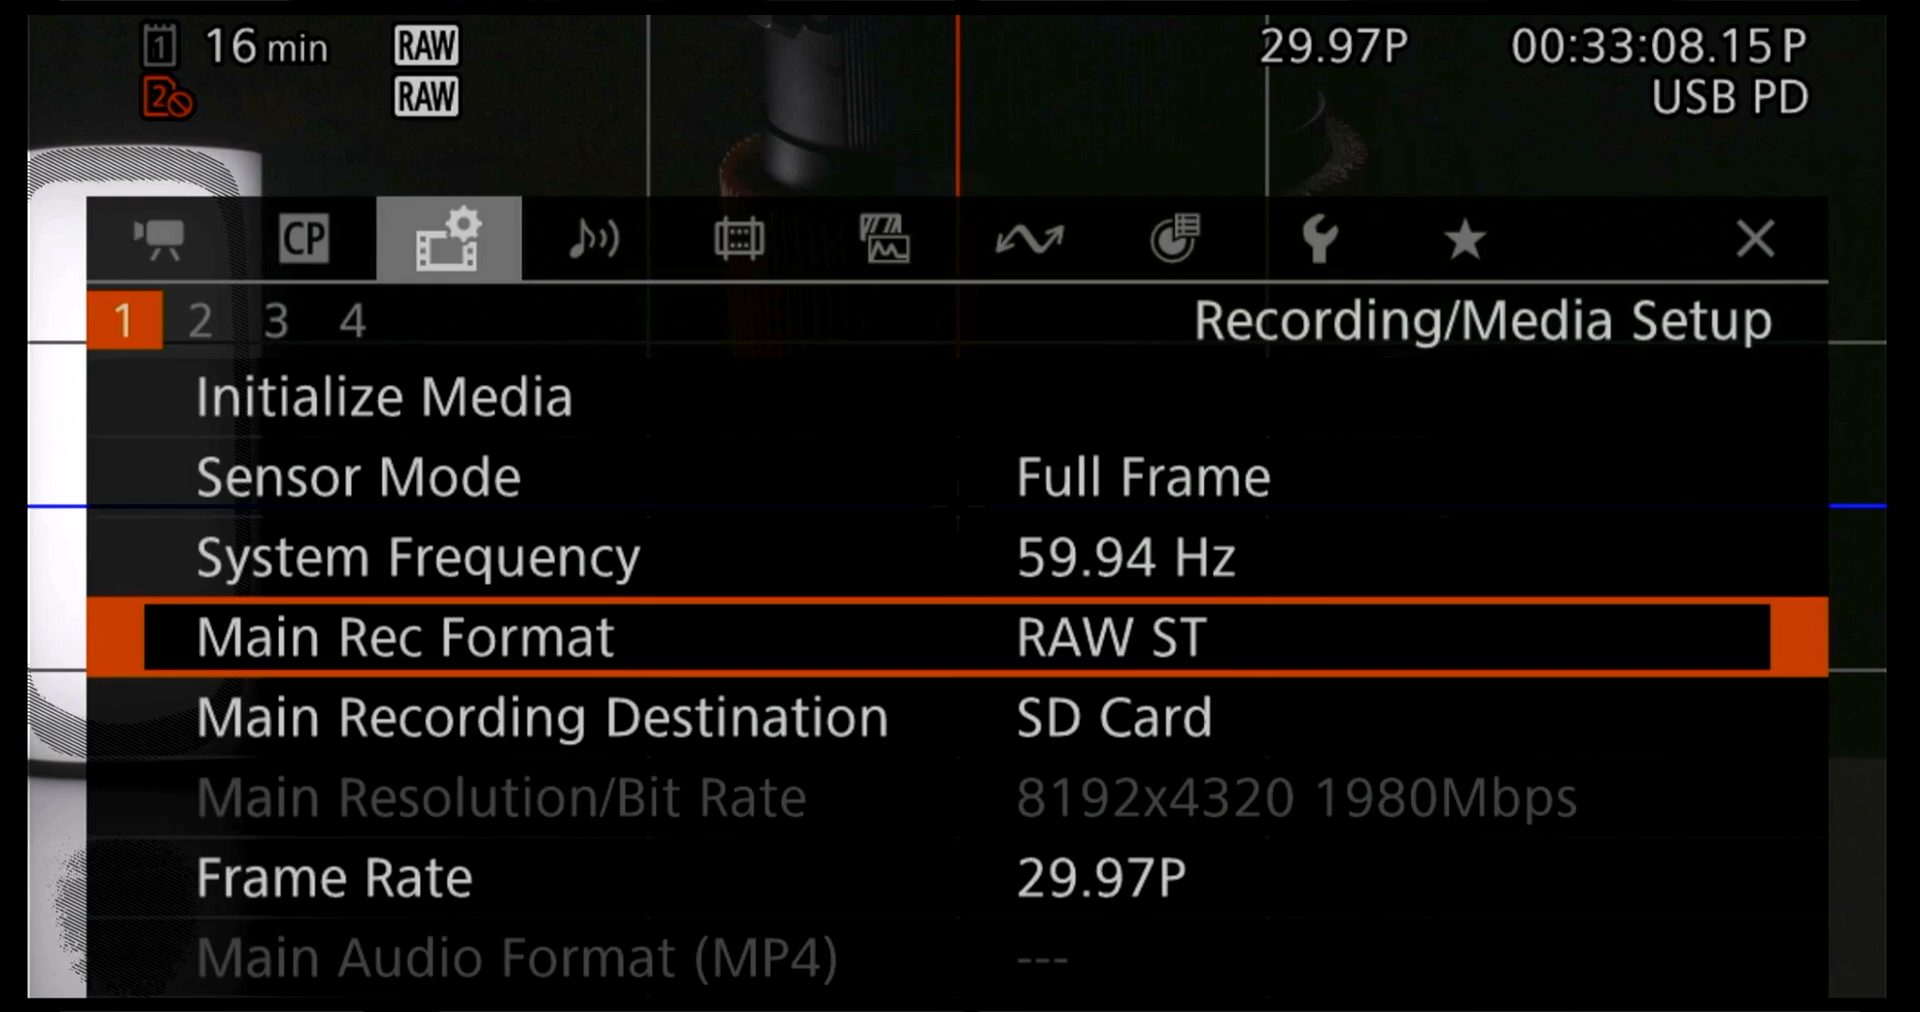 1 16 min RAW 29.97P 00:33:08.15 P
2 RAW USB PD
CP
1 2 3 4 Recording/Media Setup
Initialize Media
Sensor Mode Full Frame
System Frequency 59.94 Hz
Main Rec Format RAW ST
Main Recording Destination SD Card
Main Resolution/Bit Rate 8192x4320 1980Mbps
Frame Rate 29.97P
Main Audio Format (MP4) ---